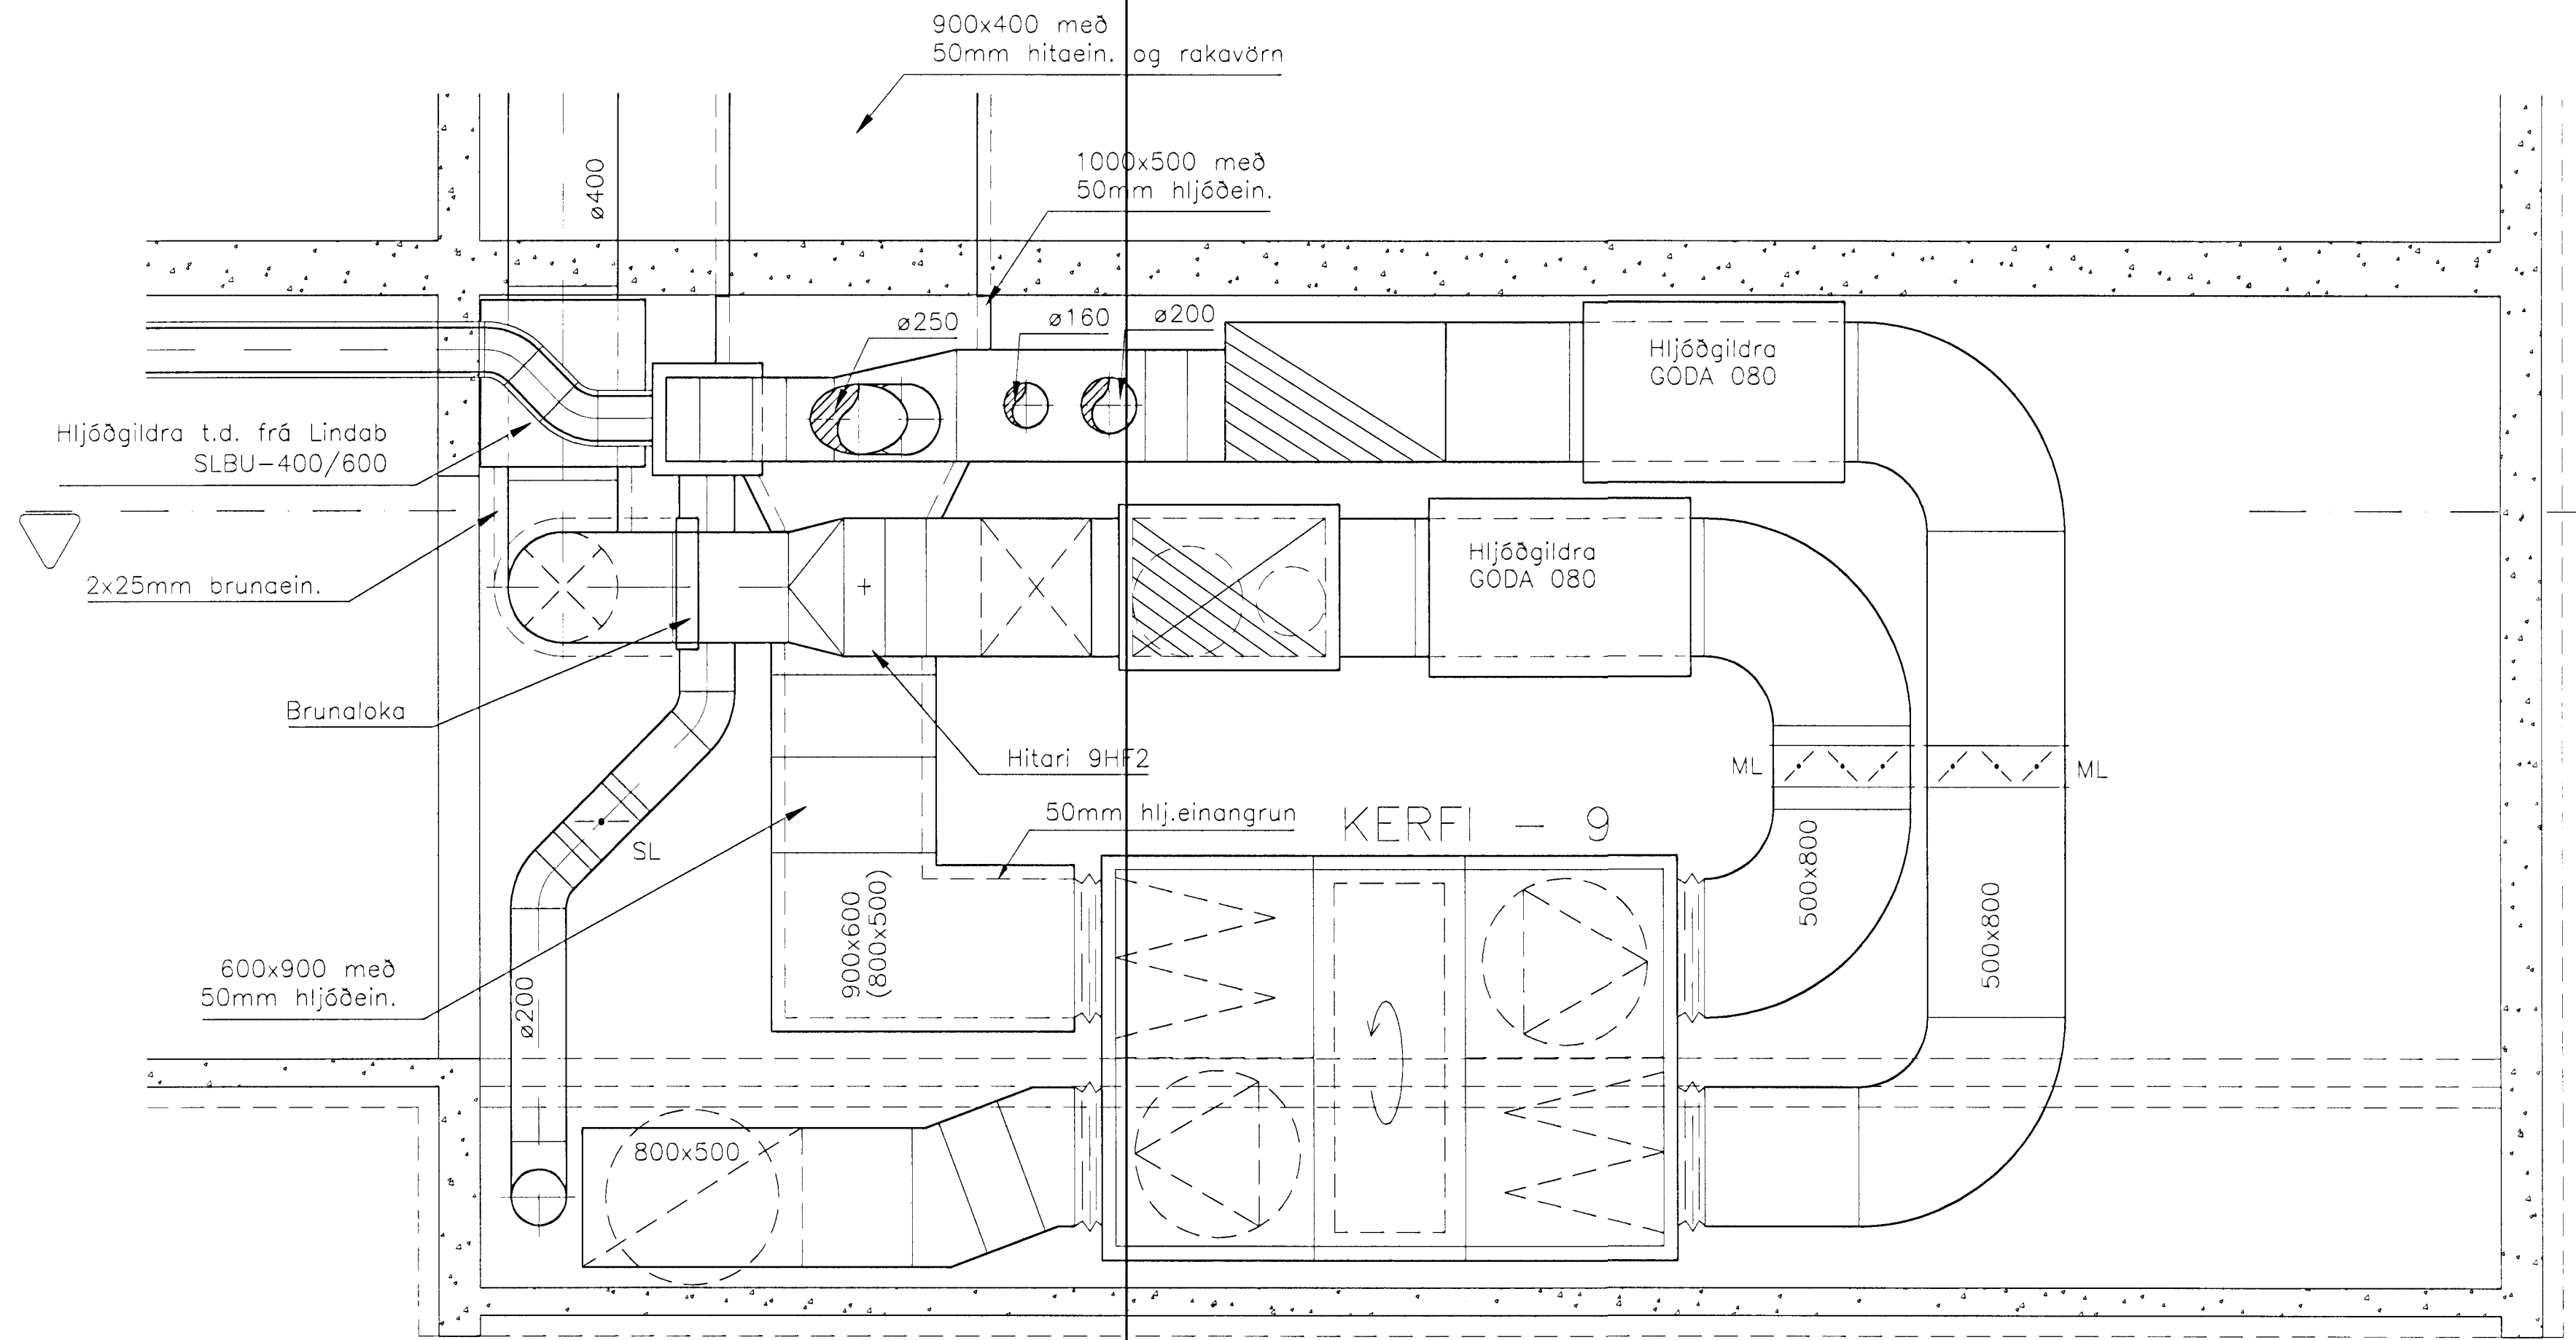 900x400 með
50mm hitaein. og rakavörn
ø400
1000x500 með
50mm hljóðein.
ø250
ø160
ø200
Hljóðgildra
GODA 080
Hljóðgildra t.d. frá Lindab
SLBU-400/600
2x25mm brunaein.
Hljóðgildra
GODA 080
Brunaloka
Hitari 9HF2
ML
ML
50mm hlj.einangrun
KERFI - 9
SL
500x800
500x800
900x600
(800x500)
600x900 með
50mm hljóðein.
ø200
800x500